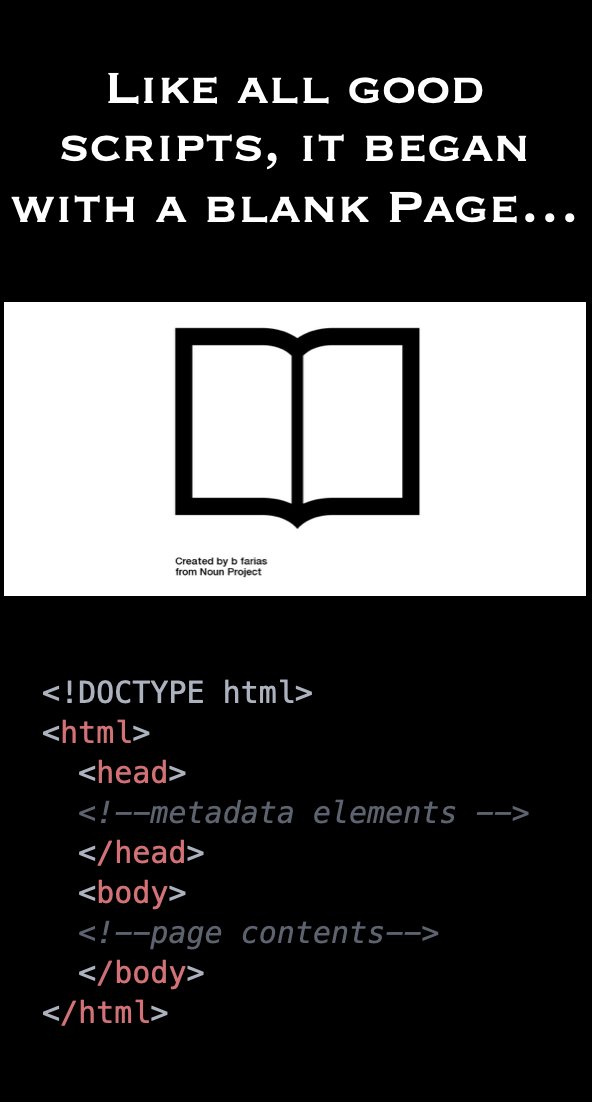 Like all good
scripts, it began
with a blank Page...
Created by b farias
from Noun Project
<!DOCTYPE html>
<html>
  <head>
  <!--metadata elements -->
  </head>
  <body>
  <!--page contents-->
  </body>
</html>